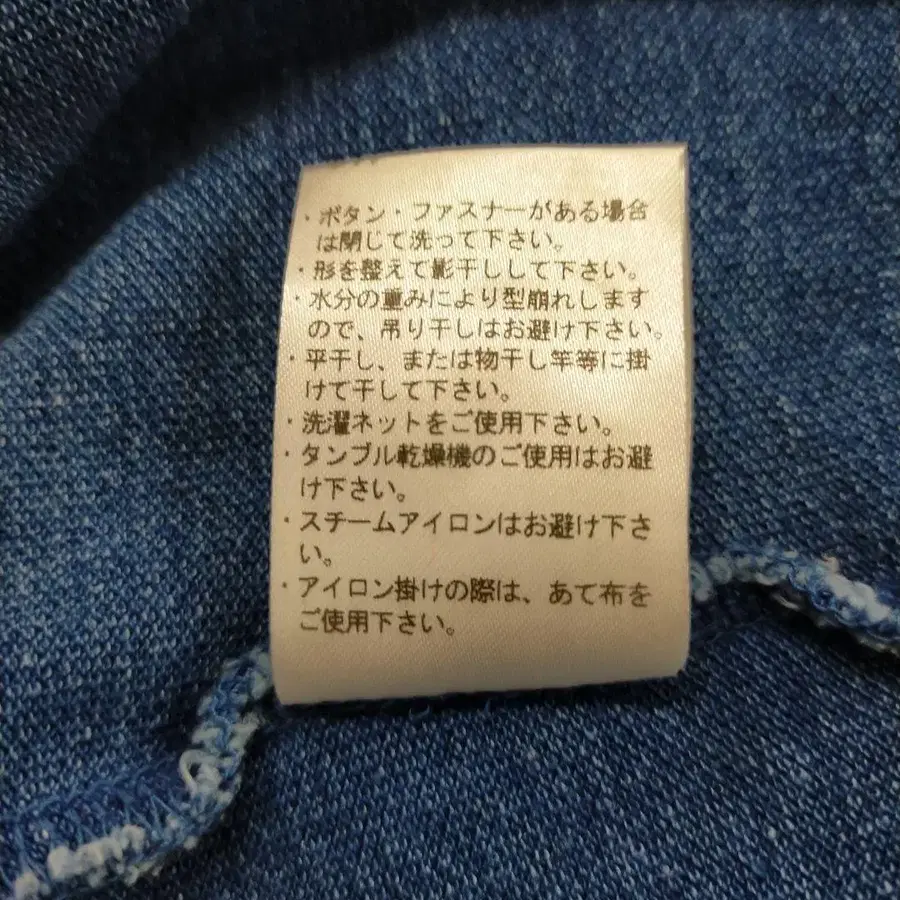 ・ボタン・ファスナーがある場合
は閉じて洗って下さい。
・形を整えて影干しして下さい。
・水分の重みにより型崩れします
ので、吊り干しはお避け下さい。
・平干し、または物干し竿等に掛
けて干して下さい。
・洗濯ネットをご使用下さい。
・タンブル乾燥機のご使用はお避
け下さい。
・スチームアイロンはお避け下さ
い。
・アイロン掛けの際は、あて布を
ご使用下さい。